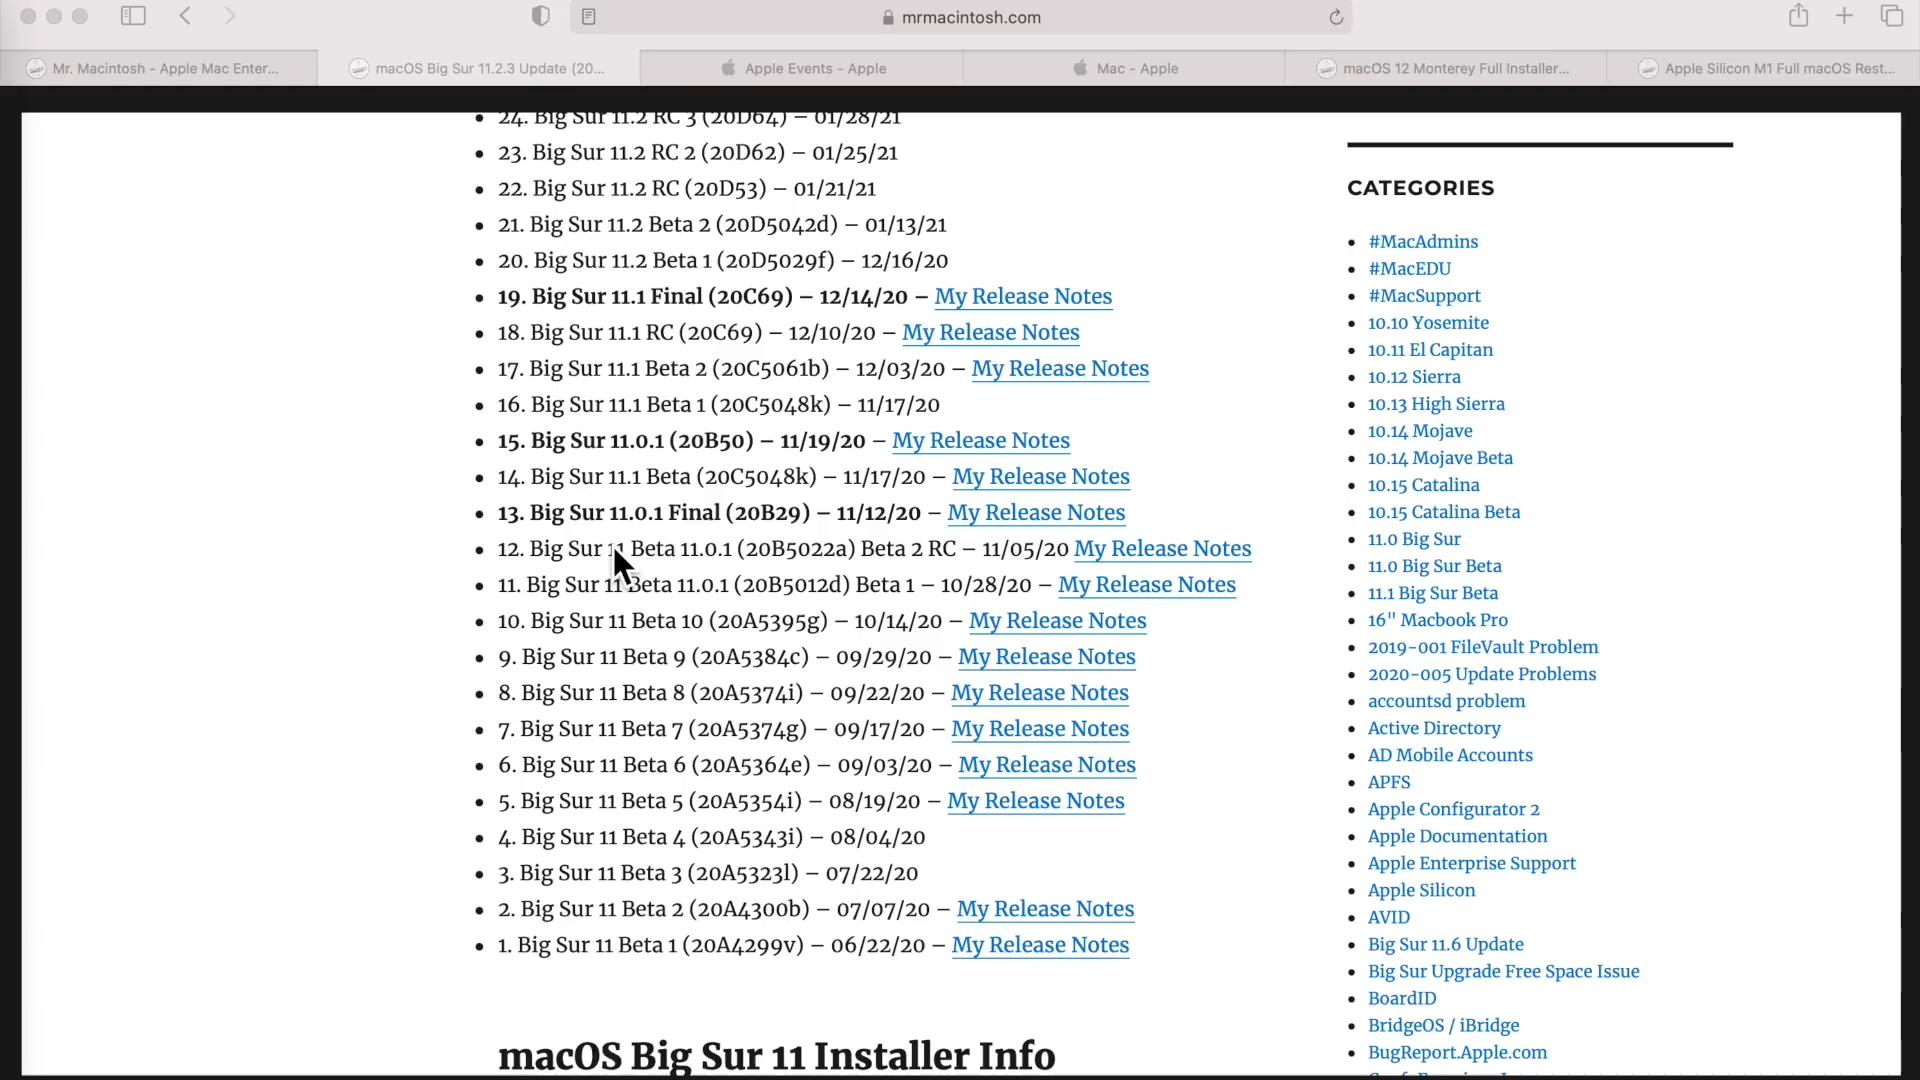 mrmacintosh.com
Mr. Macintosh - Apple Mac Enter...
macOS Big Sur 11.2.3 Update (20...
Apple Events - Apple
Mac - Apple
macOS 12 Monterey Full Installer...
Apple Silicon M1 Full macOS Rest...
24. Big Sur 11.2 RC 3 (20D64) – 01/28/21
23. Big Sur 11.2 RC 2 (20D62) – 01/25/21
22. Big Sur 11.2 RC (20D53) – 01/21/21
21. Big Sur 11.2 Beta 2 (20D5042d) – 01/13/21
20. Big Sur 11.2 Beta 1 (20D5029f) – 12/16/20
19. Big Sur 11.1 Final (20C69) – 12/14/20 – My Release Notes
18. Big Sur 11.1 RC (20C69) – 12/10/20 – My Release Notes
17. Big Sur 11.1 Beta 2 (20C5061b) – 12/03/20 – My Release Notes
16. Big Sur 11.1 Beta 1 (20C5048k) – 11/17/20
15. Big Sur 11.0.1 (20B50) – 11/19/20 – My Release Notes
14. Big Sur 11.1 Beta (20C5048k) – 11/17/20 – My Release Notes
13. Big Sur 11.0.1 Final (20B29) – 11/12/20 – My Release Notes
12. Big Sur 11 Beta 11.0.1 (20B5022a) Beta 2 RC – 11/05/20 My Release Notes
11. Big Sur 11 Beta 11.0.1 (20B5012d) Beta 1 – 10/28/20 – My Release Notes
10. Big Sur 11 Beta 10 (20A5395g) – 10/14/20 – My Release Notes
9. Big Sur 11 Beta 9 (20A5384c) – 09/29/20 – My Release Notes
8. Big Sur 11 Beta 8 (20A5374i) – 09/22/20 – My Release Notes
7. Big Sur 11 Beta 7 (20A5374g) – 09/17/20 – My Release Notes
6. Big Sur 11 Beta 6 (20A5364e) – 09/03/20 – My Release Notes
5. Big Sur 11 Beta 5 (20A5354i) – 08/19/20 – My Release Notes
4. Big Sur 11 Beta 4 (20A5343i) – 08/04/20
3. Big Sur 11 Beta 3 (20A5323l) – 07/22/20
2. Big Sur 11 Beta 2 (20A4300b) – 07/07/20 – My Release Notes
1. Big Sur 11 Beta 1 (20A4299v) – 06/22/20 – My Release Notes
macOS Big Sur 11 Installer Info
CATEGORIES
#MacAdmins
#MacEDU
#MacSupport
10.10 Yosemite
10.11 El Capitan
10.12 Sierra
10.13 High Sierra
10.14 Mojave
10.14 Mojave Beta
10.15 Catalina
10.15 Catalina Beta
11.0 Big Sur
11.0 Big Sur Beta
11.1 Big Sur Beta
16" Macbook Pro
2019-001 FileVault Problem
2020-005 Update Problems
accountsd problem
Active Directory
AD Mobile Accounts
APFS
Apple Configurator 2
Apple Documentation
Apple Enterprise Support
Apple Silicon
AVID
Big Sur 11.6 Update
Big Sur Upgrade Free Space Issue
BoardID
BridgeOS / iBridge
BugReport.Apple.com